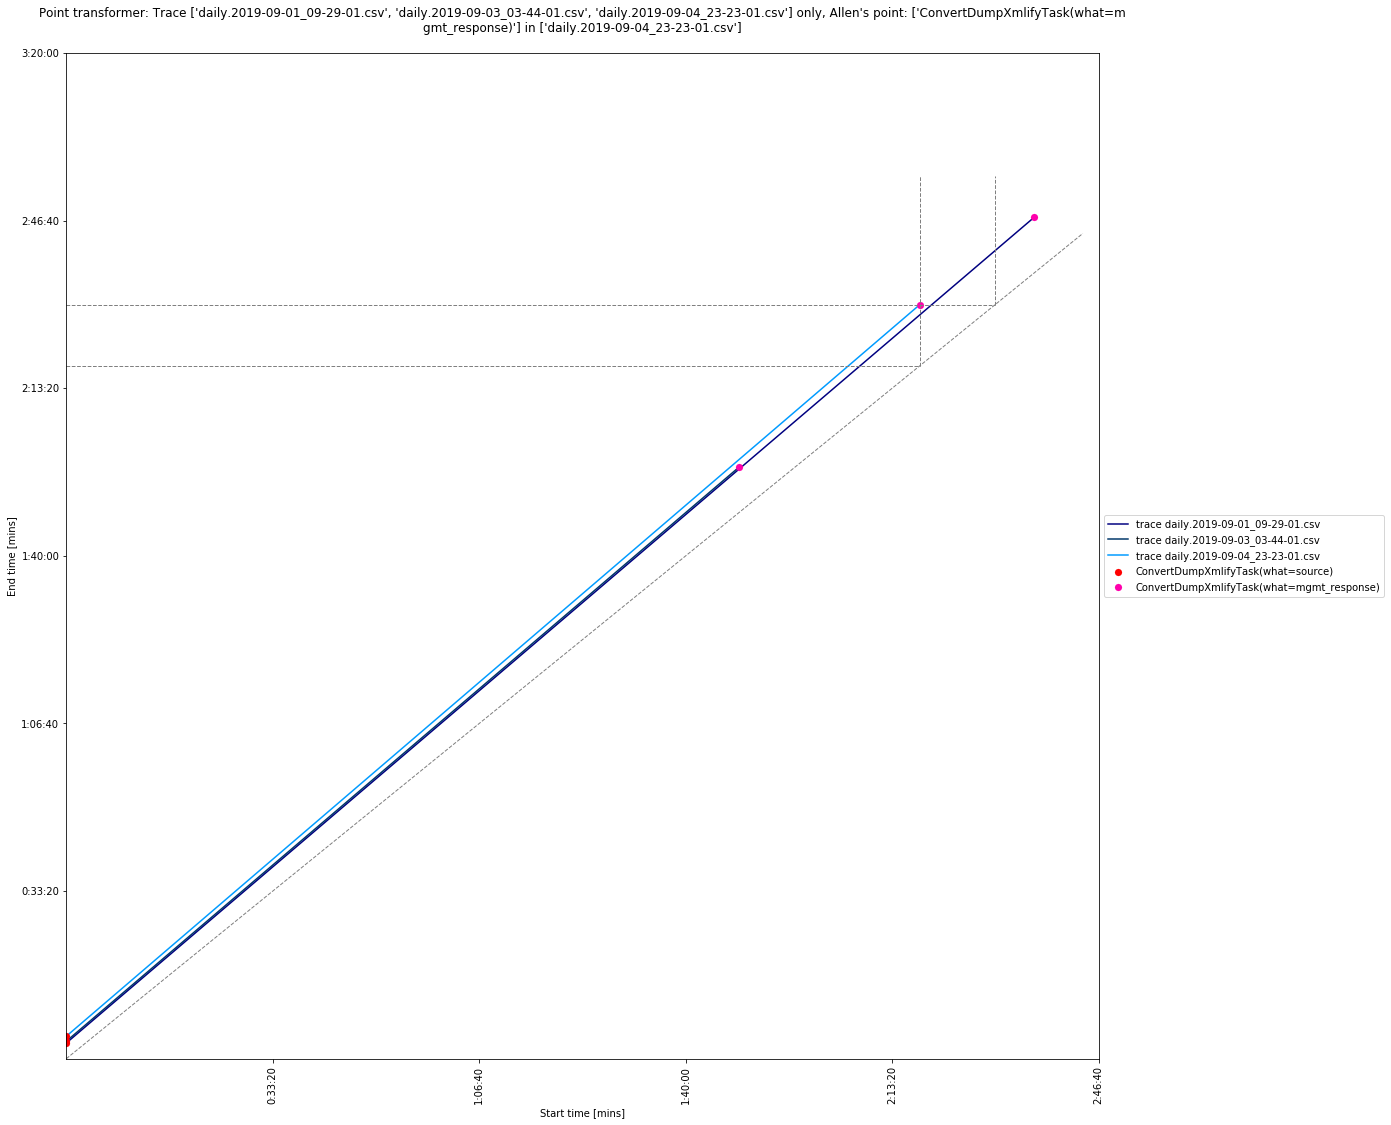 Point transformer: Trace ['daily.2019-09-01_09-29-01.csv', 'daily.2019-09-03_03-44-01.csv', 'daily.2019-09-04_23-23-01.csv'] only, Allen's point: ['ConvertDumpXmlifyTask(what=m
gmt_response)'] in ['daily.2019-09-04_23-23-01.csv']
3:20:00
2:46:40
2:13:20
1:40:00
1:06:40
0:33:20
End time [mins]
0:33:20
1:06:40
1:40:00
2:13:20
2:46:40
Start time [mins]
trace daily.2019-09-01_09-29-01.csv
trace daily.2019-09-03_03-44-01.csv
trace daily.2019-09-04_23-23-01.csv
ConvertDumpXmlifyTask(what=source)
ConvertDumpXmlifyTask(what=mgmt_response)